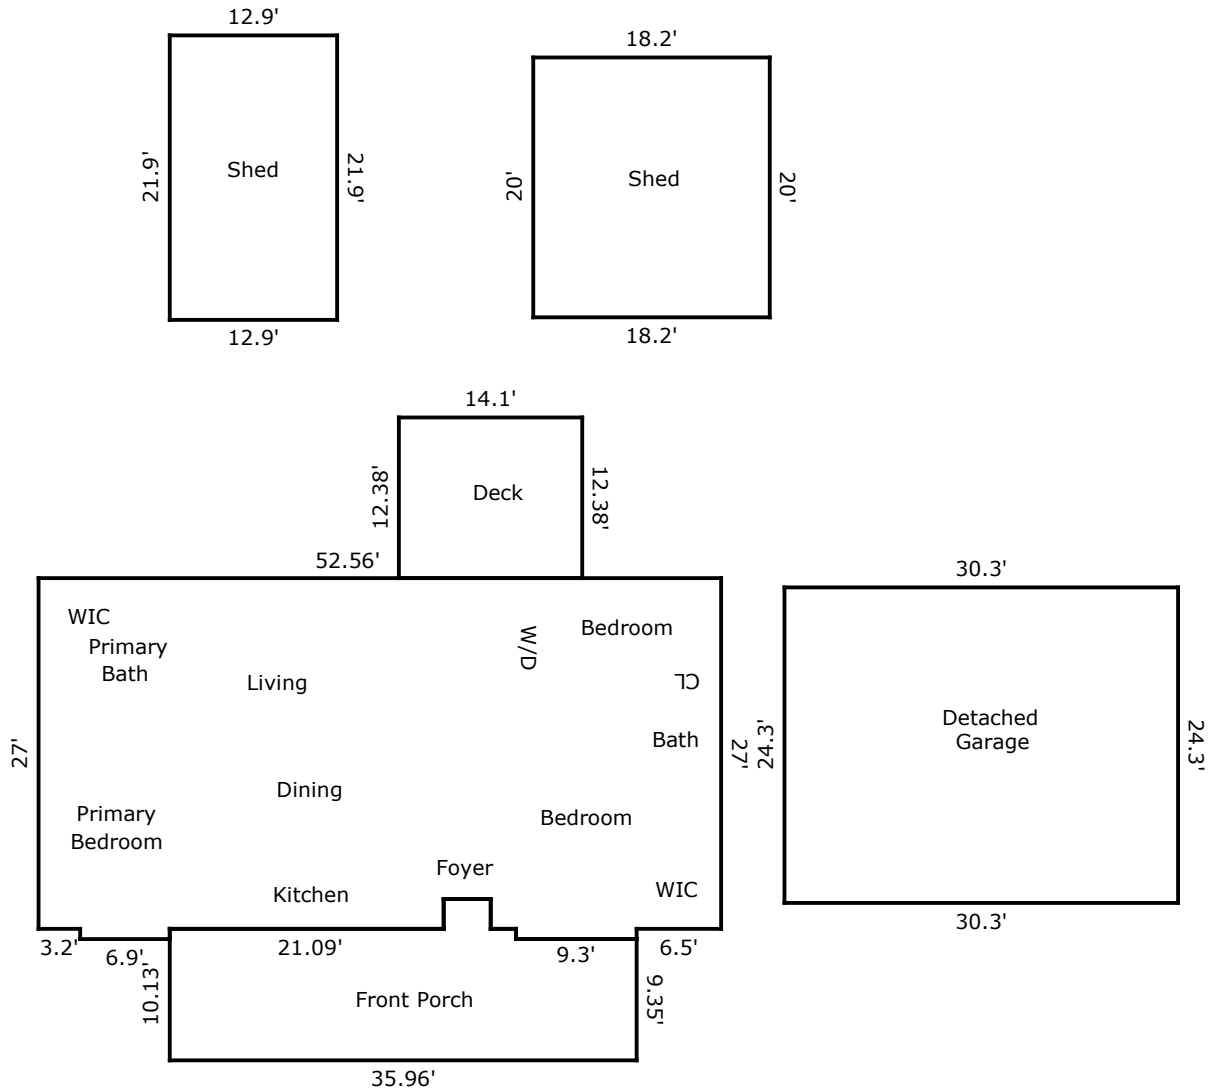 12.9'
18.2'
21.9'
Shed
21.9'
20'
Shed
20'
12.9'
18.2'
14.1'
12.38'
Deck
12.38'
52.56'
30.3'
WIC
Primary
Bath
Living
W/D
Bedroom
CL
Bath
27'
27'
24.3'
Detached
Garage
24.3'
Dining
Primary
Bedroom
Bedroom
Foyer
Kitchen
WIC
30.3'
3.2'
6.9'
21.09'
9.3'
6.5'
10.13'
Front Porch
9.35'
35.96'